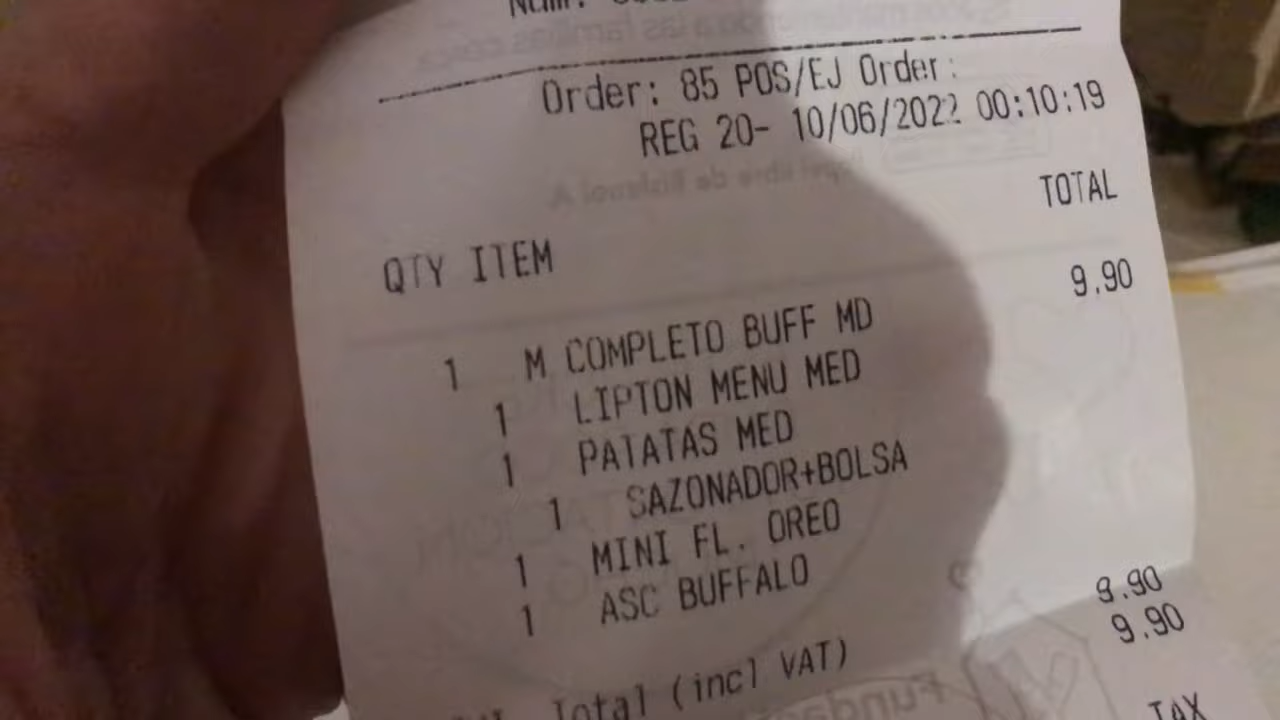 Order: 85 POS/EJ Order:
REG 20- 10/06/2022 00:10:19
TOTAL
QTY ITEM
9.90
1 M COMPLETO BUFF MD
1 LIPTON MENU MED
1 PATATAS MED
1 SAZONADOR+BOLSA
1 MINI FL. OREO
1 ASC BUFFALO
9.90
Total (incl VAT) 9.90
TAX